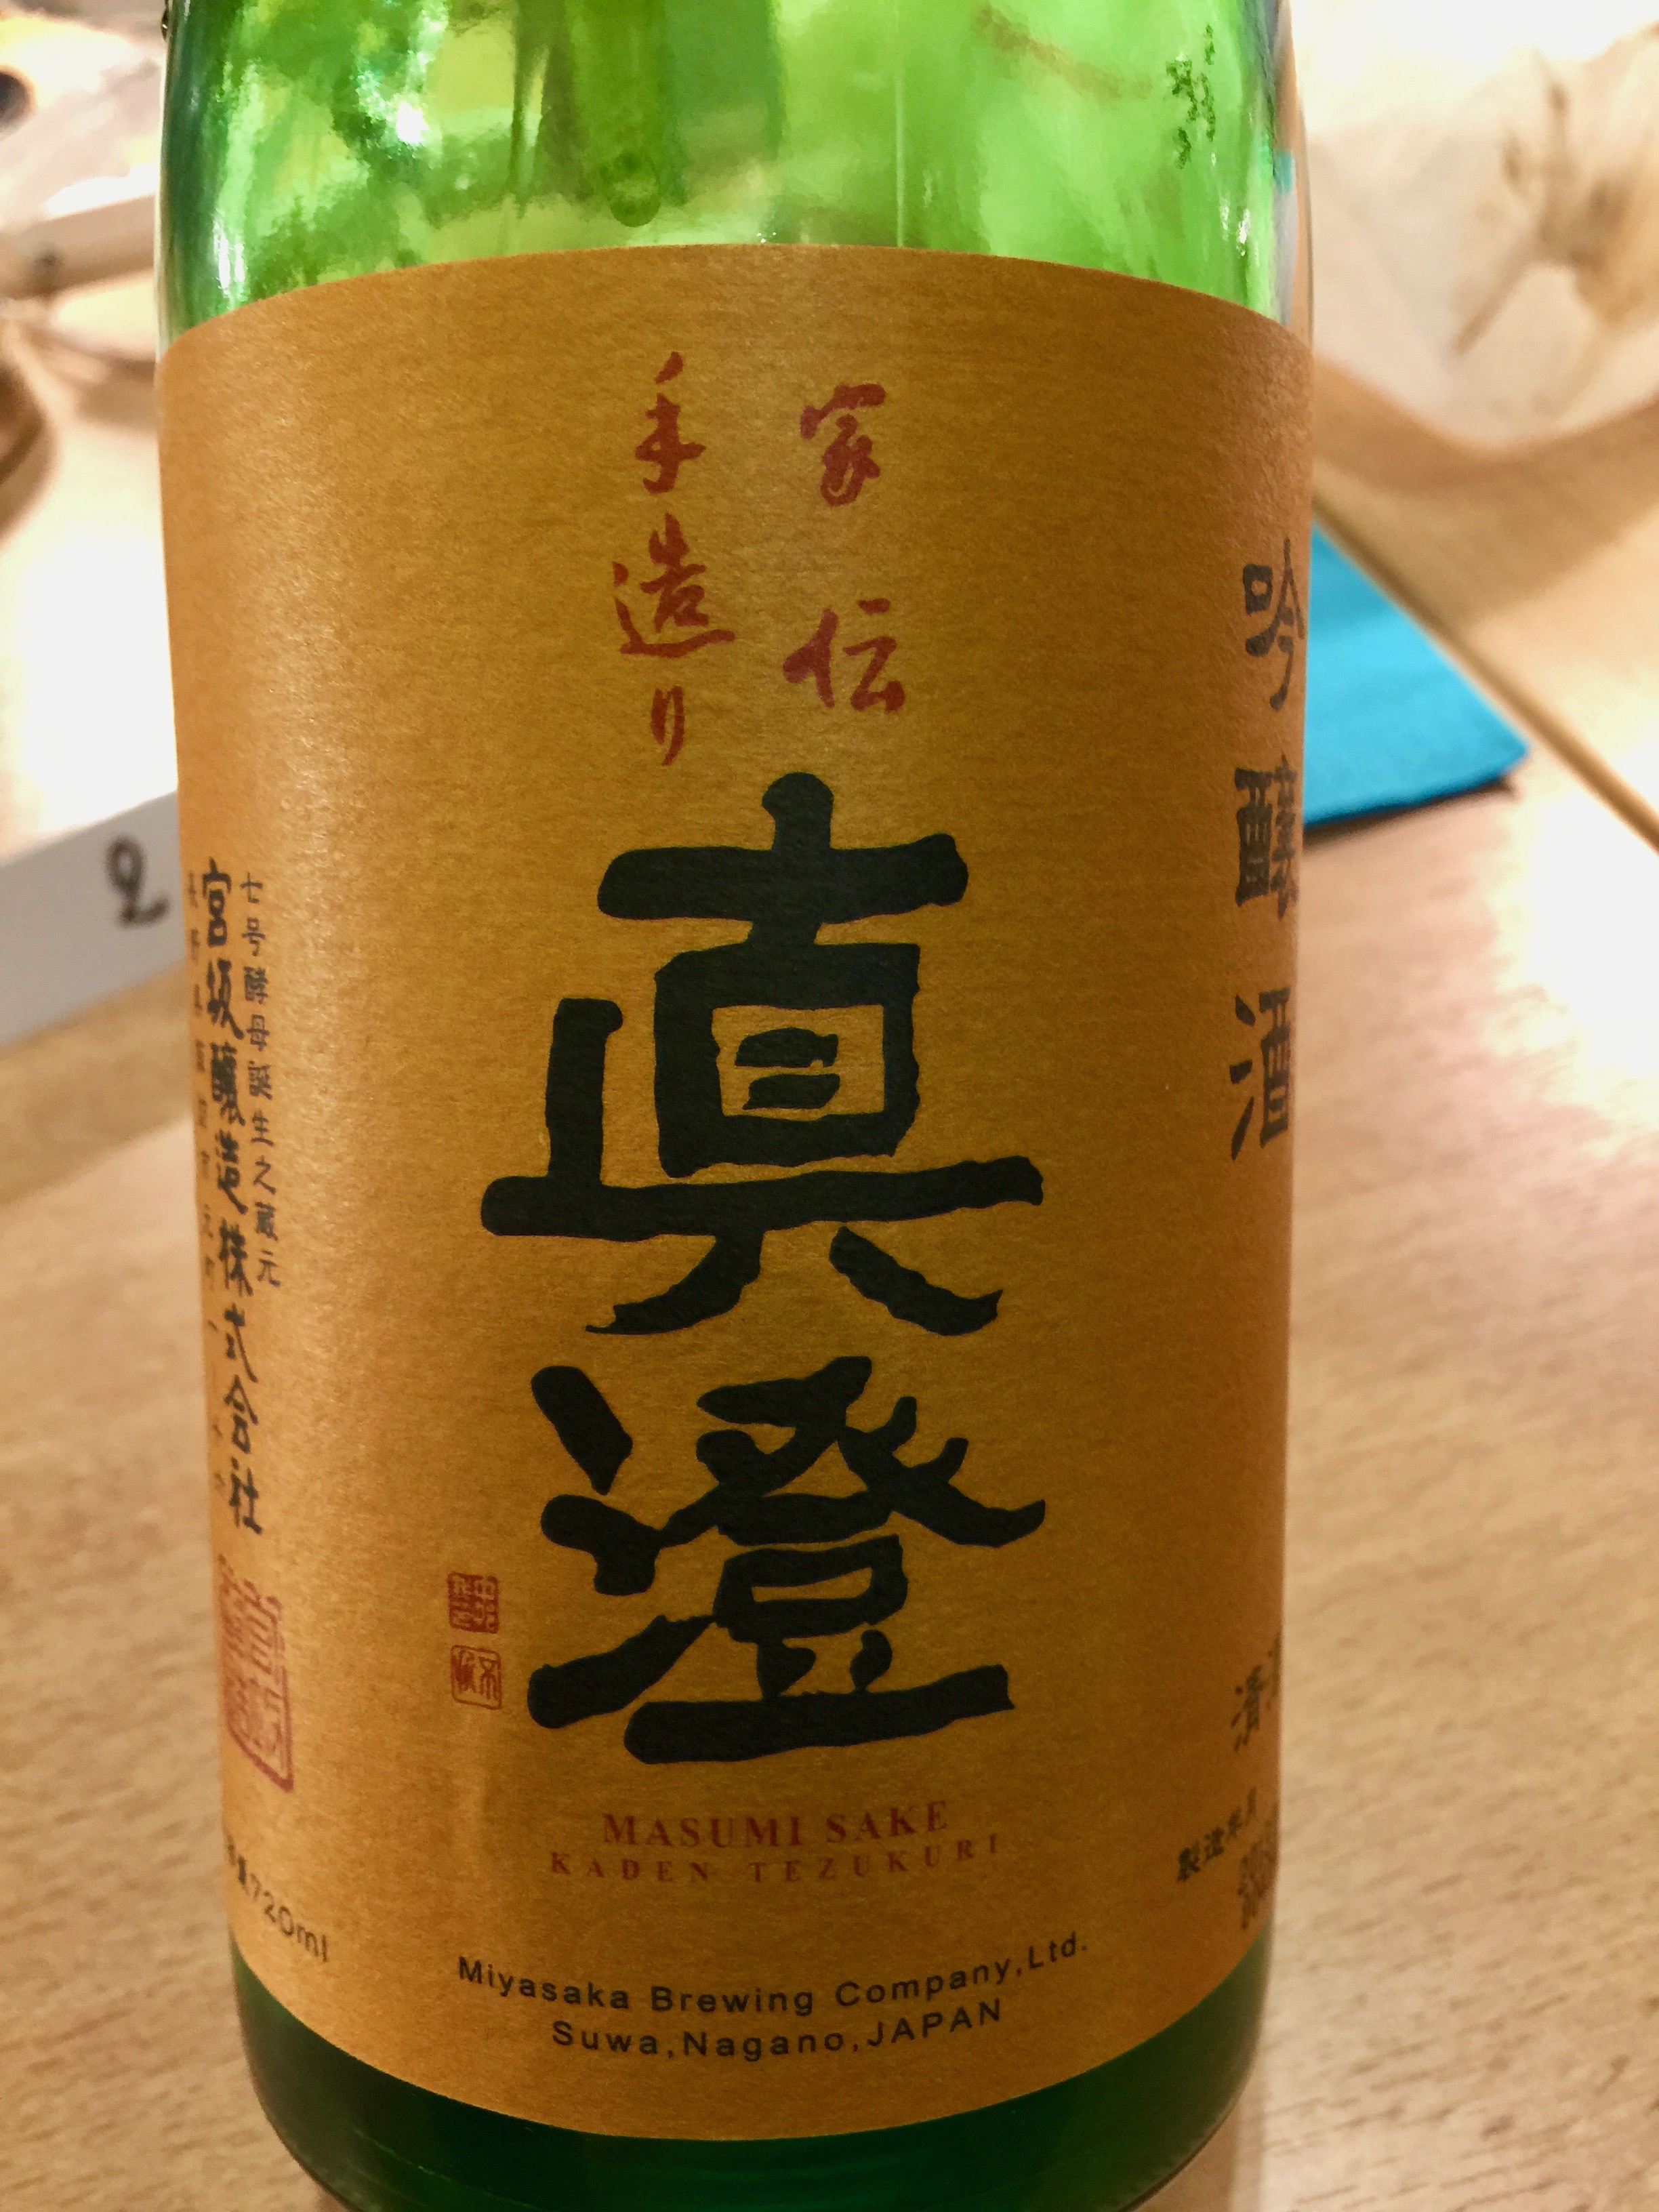 家伝
手造り
真澄
吟醸酒
七号酵母誕生之蔵元
宮坂醸造株式会社
MASUMI SAKE
KADEN TEZUKURI
720ml
Miyasaka Brewing Company,Ltd.
Suwa,Nagano,JAPAN
製造年月
2